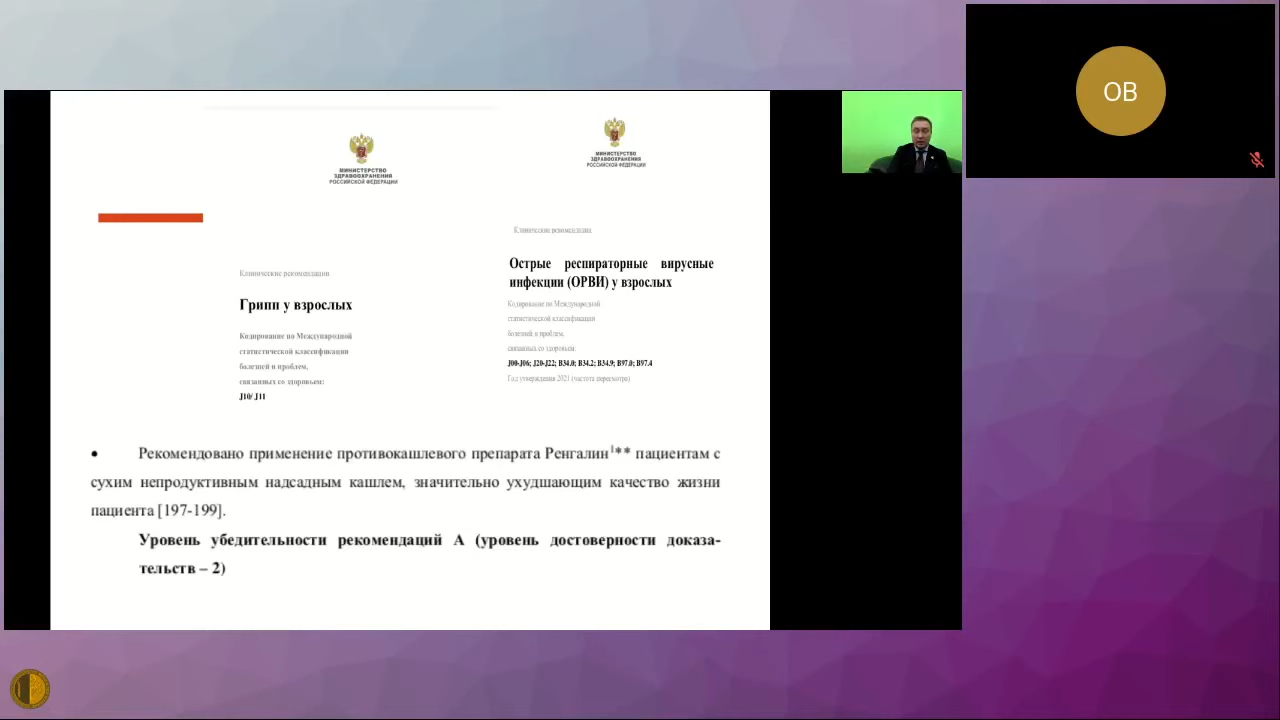 МИНИСТЕРСТВО
ЗДРАВООХРАНЕНИЯ
РОССИЙСКОЙ ФЕДЕРАЦИИ
Клинические рекомендации
Грипп у взрослых
Кодирование по Международной
статистической классификации
болезней и проблем,
связанных со здоровьем:
J10/ J11
МИНИСТЕРСТВО
ЗДРАВООХРАНЕНИЯ
РОССИЙСКОЙ ФЕДЕРАЦИИ
Клинические рекомендации
Острые респираторные вирусные
инфекции (ОРВИ) у взрослых
Кодирование по Международной
статистической классификации
болезней и проблем,
связанных со здоровьем:
J00-J06; J20-J22; B34.0; B34.2; B34.9; B97.0; B97.4
Год утверждения 2021 (частота пересмотра)
• Рекомендовано применение противокашлевого препарата Ренгалин¹** пациентам с
сухим непродуктивным надсадным кашлем, значительно ухудшающим качество жизни
пациента [197-199].
Уровень убедительности рекомендаций А (уровень достоверности доказа-
тельств – 2)
ОВ